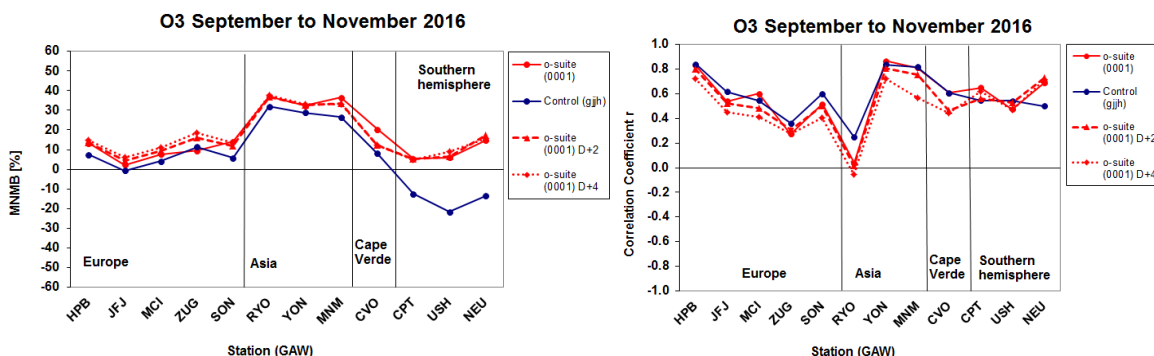 O3 September to November 2016
MNMB [%]
60
50
40
30
20
10
0
-10
-20
-30
-40
-50
-60
Europe
Asia
Cape
Verde
Southern
hemisphere
HPB
JFJ
MCI
ZUG
SON
RYO
YON
MNM
CVO
CPT
USH
NEU
Station (GAW)
o-suite
(0001)
Control
(gjjh)
o-suite
(0001) D+2
o-suite
(0001) D+4
O3 September to November 2016
Correlation Coefficient r
1.0
0.8
0.6
0.4
0.2
0.0
-0.2
-0.4
-0.6
-0.8
-1.0
Europe
Asia
Cape
Verde
Southern
hemisphere
HPB
JFJ
MCI
ZUG
SON
RYO
YON
MNM
CVO
CPT
USH
NEU
Station (GAW)
o-suite
(0001)
Control
(gjjh)
o-suite
(0001) D+2
o-suite
(0001) D+4